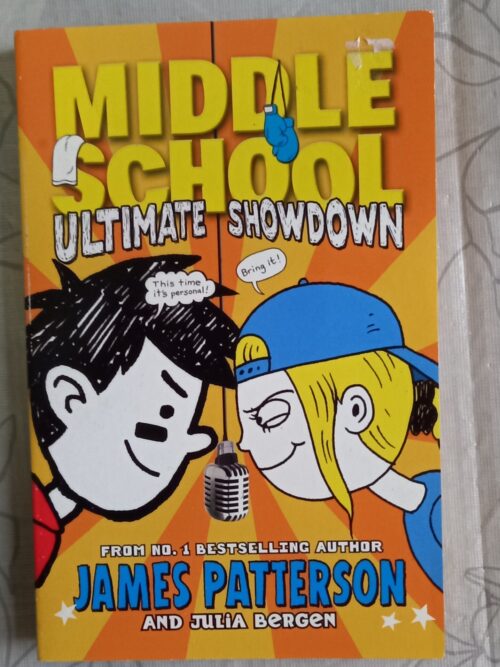 MIDDLE
SCHOOL
ULTIMATE SHOWDOWN
This time
it's personal!
Bring it!
FROM NO. 1 BESTSELLING AUTHOR
JAMES PATTERSON
AND JULIA BERGEN